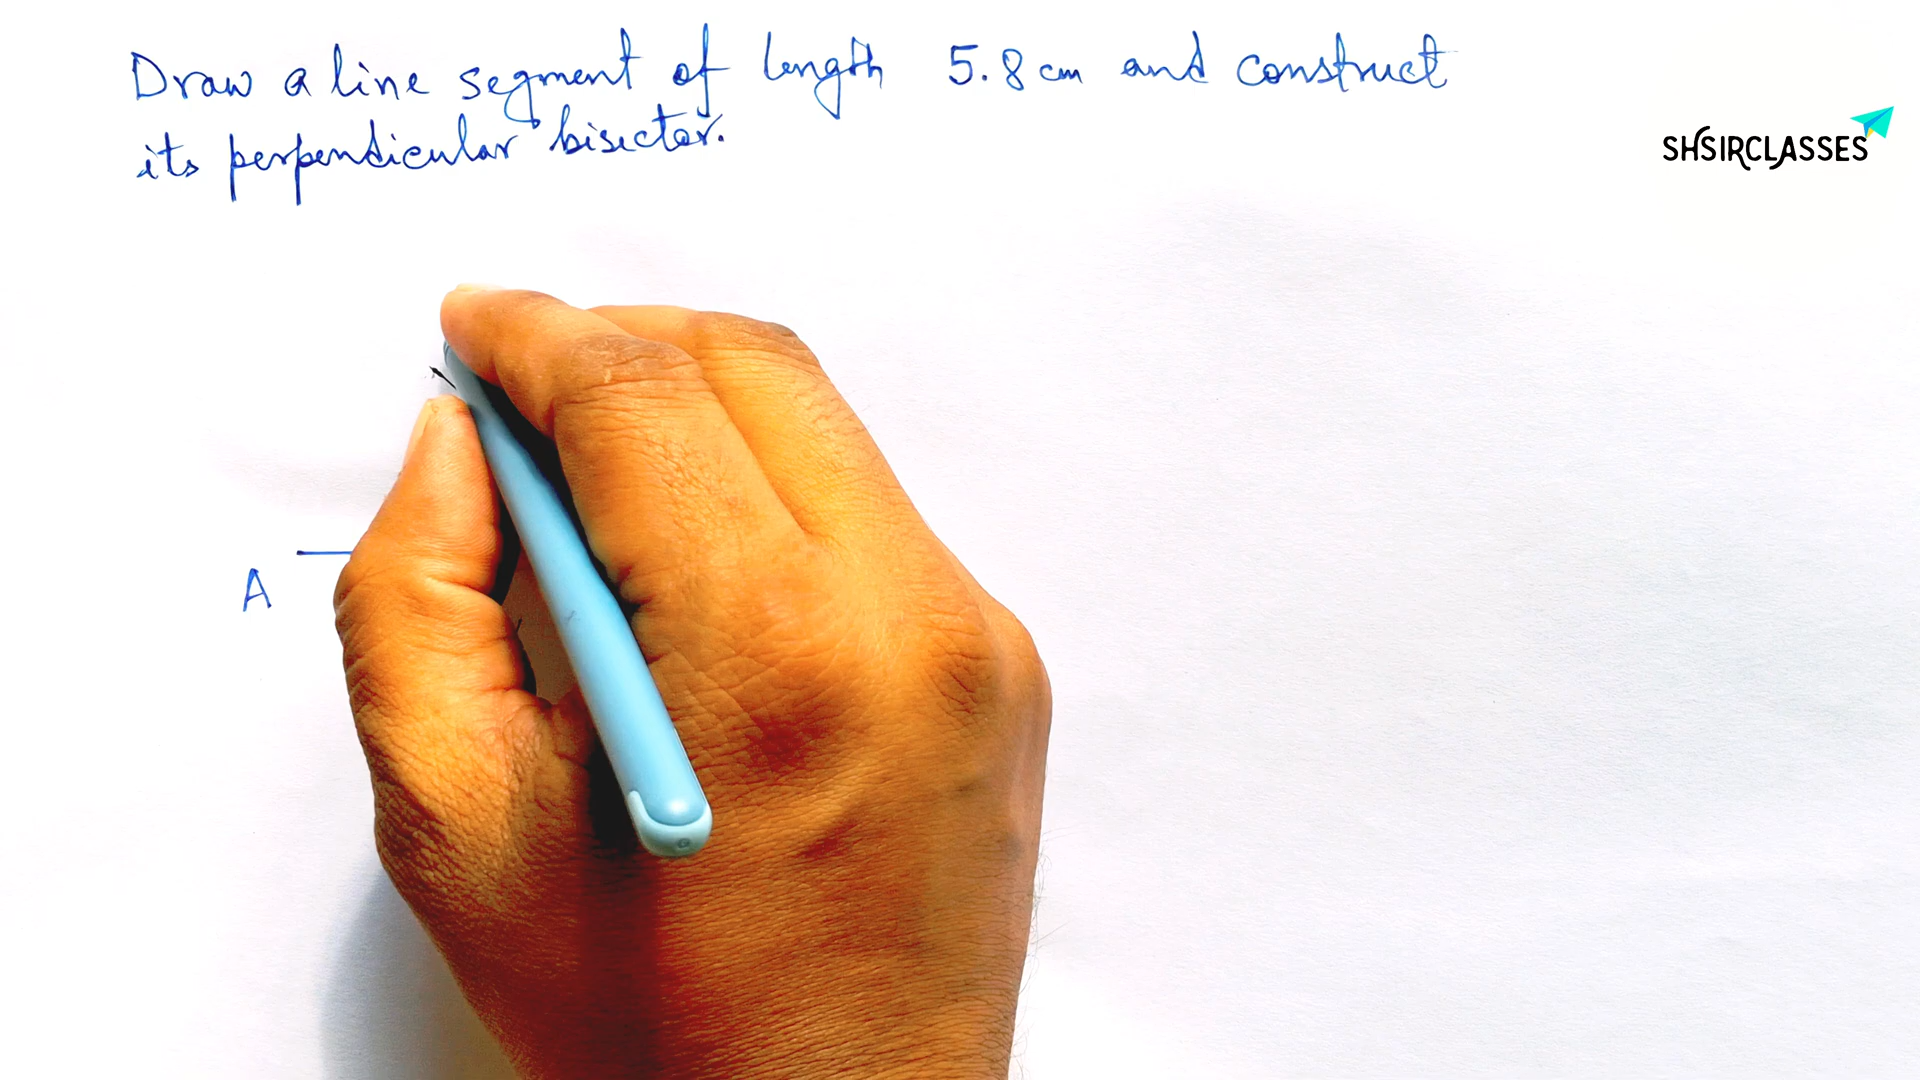 Draw a line segment of length 5.8 cm and construct
its perpendicular bisector.
SHSIRCLASSES
A